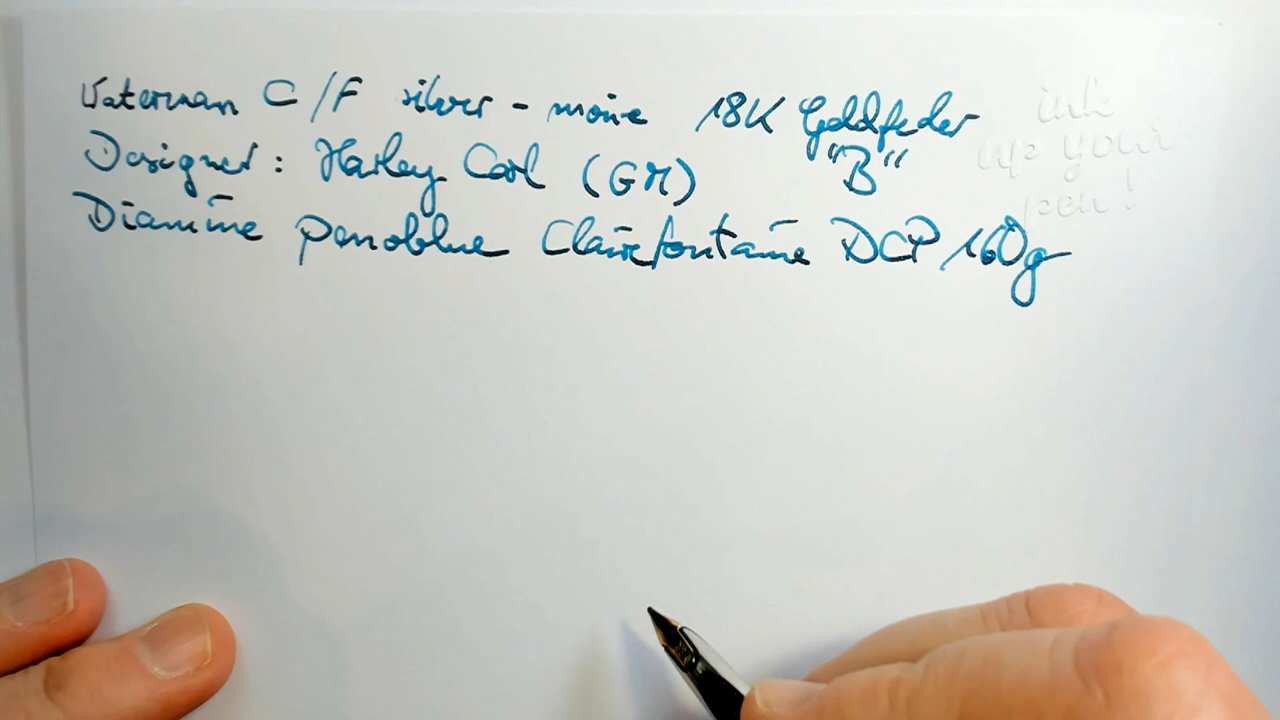 Waterman C/F silver - moire 18K Goldfeder
Designer: Harley Earl (GM) "B"
Diamine Penoblue Clairefontaine DCP 160g
ink
up your
pen!